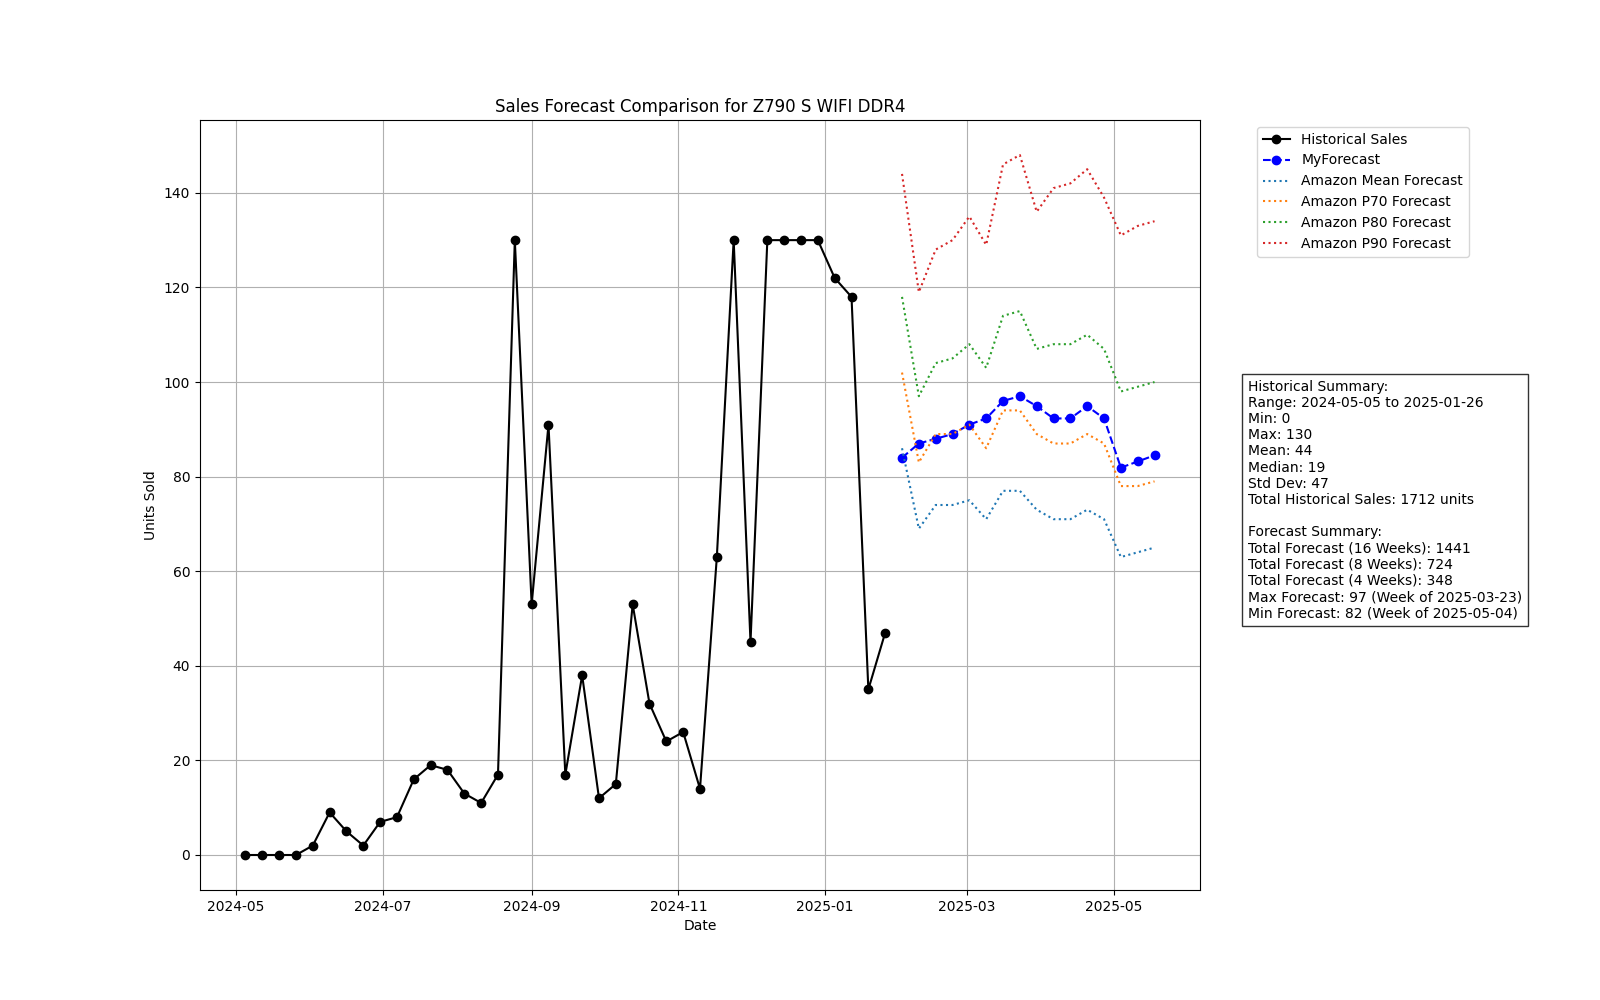 Sales Forecast Comparison for Z790 S WIFI DDR4
Units Sold
140
120
100
80
60
40
20
0
2024-05
2024-07
2024-09
2024-11
2025-01
2025-03
2025-05
Date
Historical Sales
MyForecast
Amazon Mean Forecast
Amazon P70 Forecast
Amazon P80 Forecast
Amazon P90 Forecast
Historical Summary:
Range: 2024-05-05 to 2025-01-26
Min: 0
Max: 130
Mean: 44
Median: 19
Std Dev: 47
Total Historical Sales: 1712 units
Forecast Summary:
Total Forecast (16 Weeks): 1441
Total Forecast (8 Weeks): 724
Total Forecast (4 Weeks): 348
Max Forecast: 97 (Week of 2025-03-23)
Min Forecast: 82 (Week of 2025-05-04)